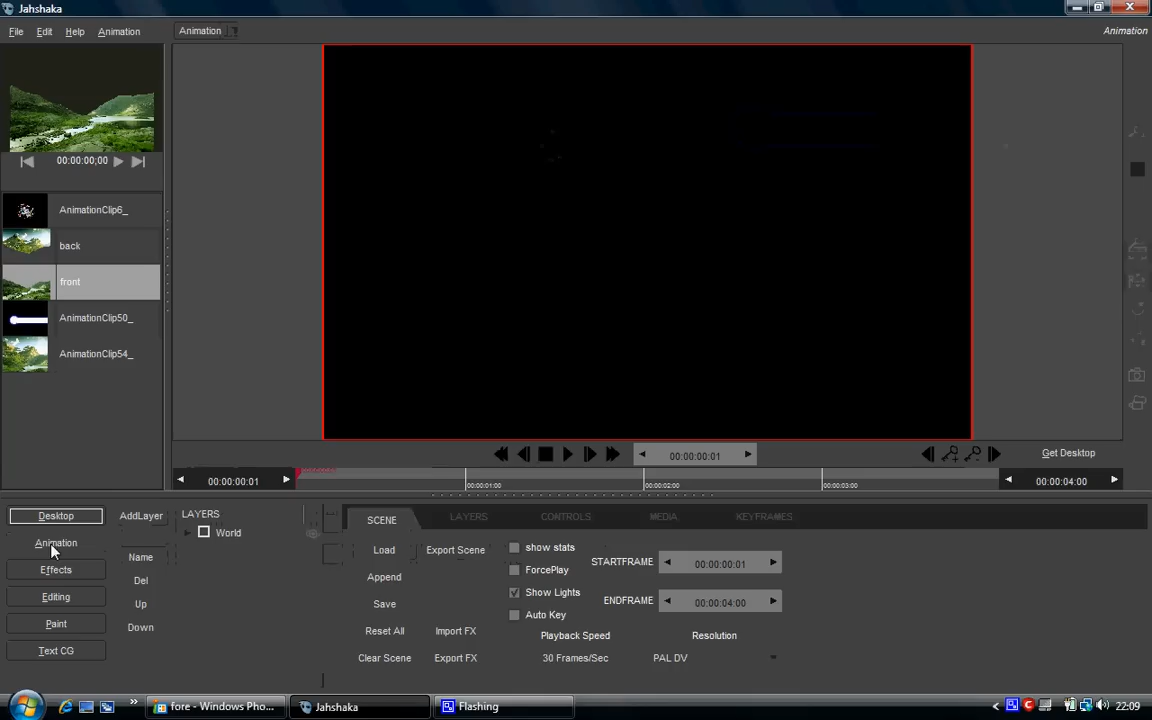 Jahshaka
File Edit Help Animation
Animation
Animation
00:00:00;00
AnimationClip6_
back
front
AnimationClip50_
AnimationClip54_
00:00:00:01
Get Desktop
00:00:00:01
00:00:01:00
00:00:02:00
00:00:03:00
00:00:04:00
Desktop
Animation
Effects
Editing
Paint
Text CG
AddLayer
Name
Del
Up
Down
LAYERS
World
SCENE LAYERS CONTROLS MEDIA KEYFRAMES
Load
Append
Save
Reset All
Clear Scene
Export Scene
Import FX
Export FX
show stats
ForcePlay
Show Lights
Auto Key
STARTFRAME 00:00:00:01
ENDFRAME 00:00:04:00
Playback Speed
30 Frames/Sec
Resolution
PAL DV
fore - Windows Pho...
Jahshaka
Flashing
22:09